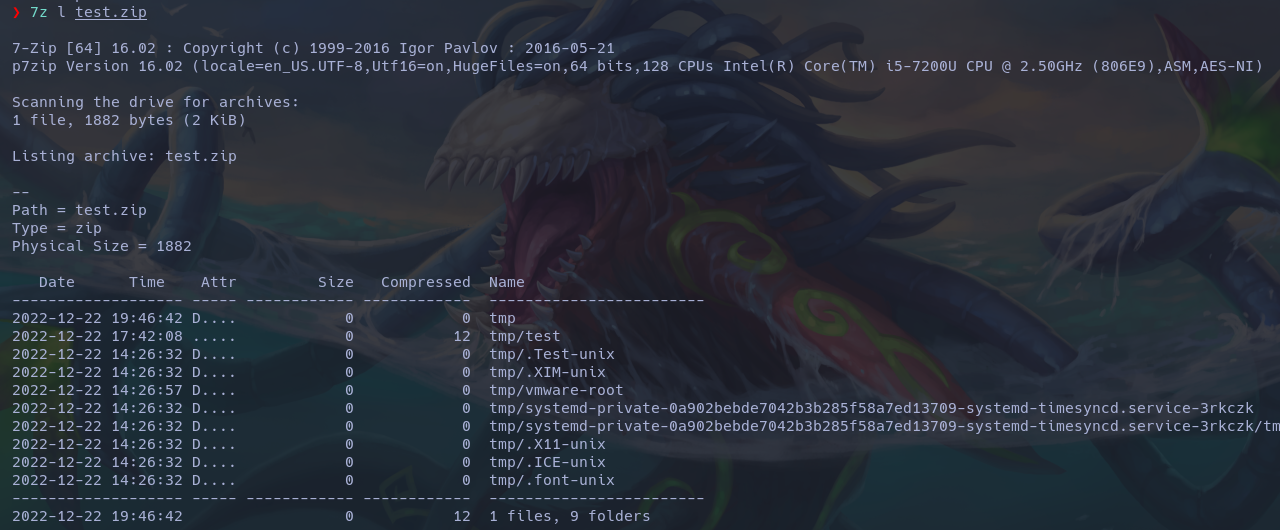 ❯ 7z l test.zip
7-Zip [64] 16.02 : Copyright (c) 1999-2016 Igor Pavlov : 2016-05-21
p7zip Version 16.02 (locale=en_US.UTF-8,Utf16=on,HugeFiles=on,64 bits,128 CPUs Intel(R) Core(TM) i5-7200U CPU @ 2.50GHz (806E9),ASM,AES-NI)
Scanning the drive for archives:
1 file, 1882 bytes (2 KiB)
Listing archive: test.zip
--
Path = test.zip
Type = zip
Physical Size = 1882
   Date      Time    Attr         Size   Compressed  Name
------------------- ----- ------------ ------------  ------------------------
2022-12-22 19:46:42 D....            0            0  tmp
2022-12-22 17:42:08 .....            0           12  tmp/test
2022-12-22 14:26:32 D....            0            0  tmp/.Test-unix
2022-12-22 14:26:32 D....            0            0  tmp/.XIM-unix
2022-12-22 14:26:57 D....            0            0  tmp/vmware-root
2022-12-22 14:26:32 D....            0            0  tmp/systemd-private-0a902bebde7042b3b285f58a7ed13709-systemd-timesyncd.service-3rkczk
2022-12-22 14:26:32 D....            0            0  tmp/systemd-private-0a902bebde7042b3b285f58a7ed13709-systemd-timesyncd.service-3rkczk/tm
2022-12-22 14:26:32 D....            0            0  tmp/.X11-unix
2022-12-22 14:26:32 D....            0            0  tmp/.ICE-unix
2022-12-22 14:26:32 D....            0            0  tmp/.font-unix
------------------- ----- ------------ ------------  ------------------------
2022-12-22 19:46:42                  0           12  1 files, 9 folders